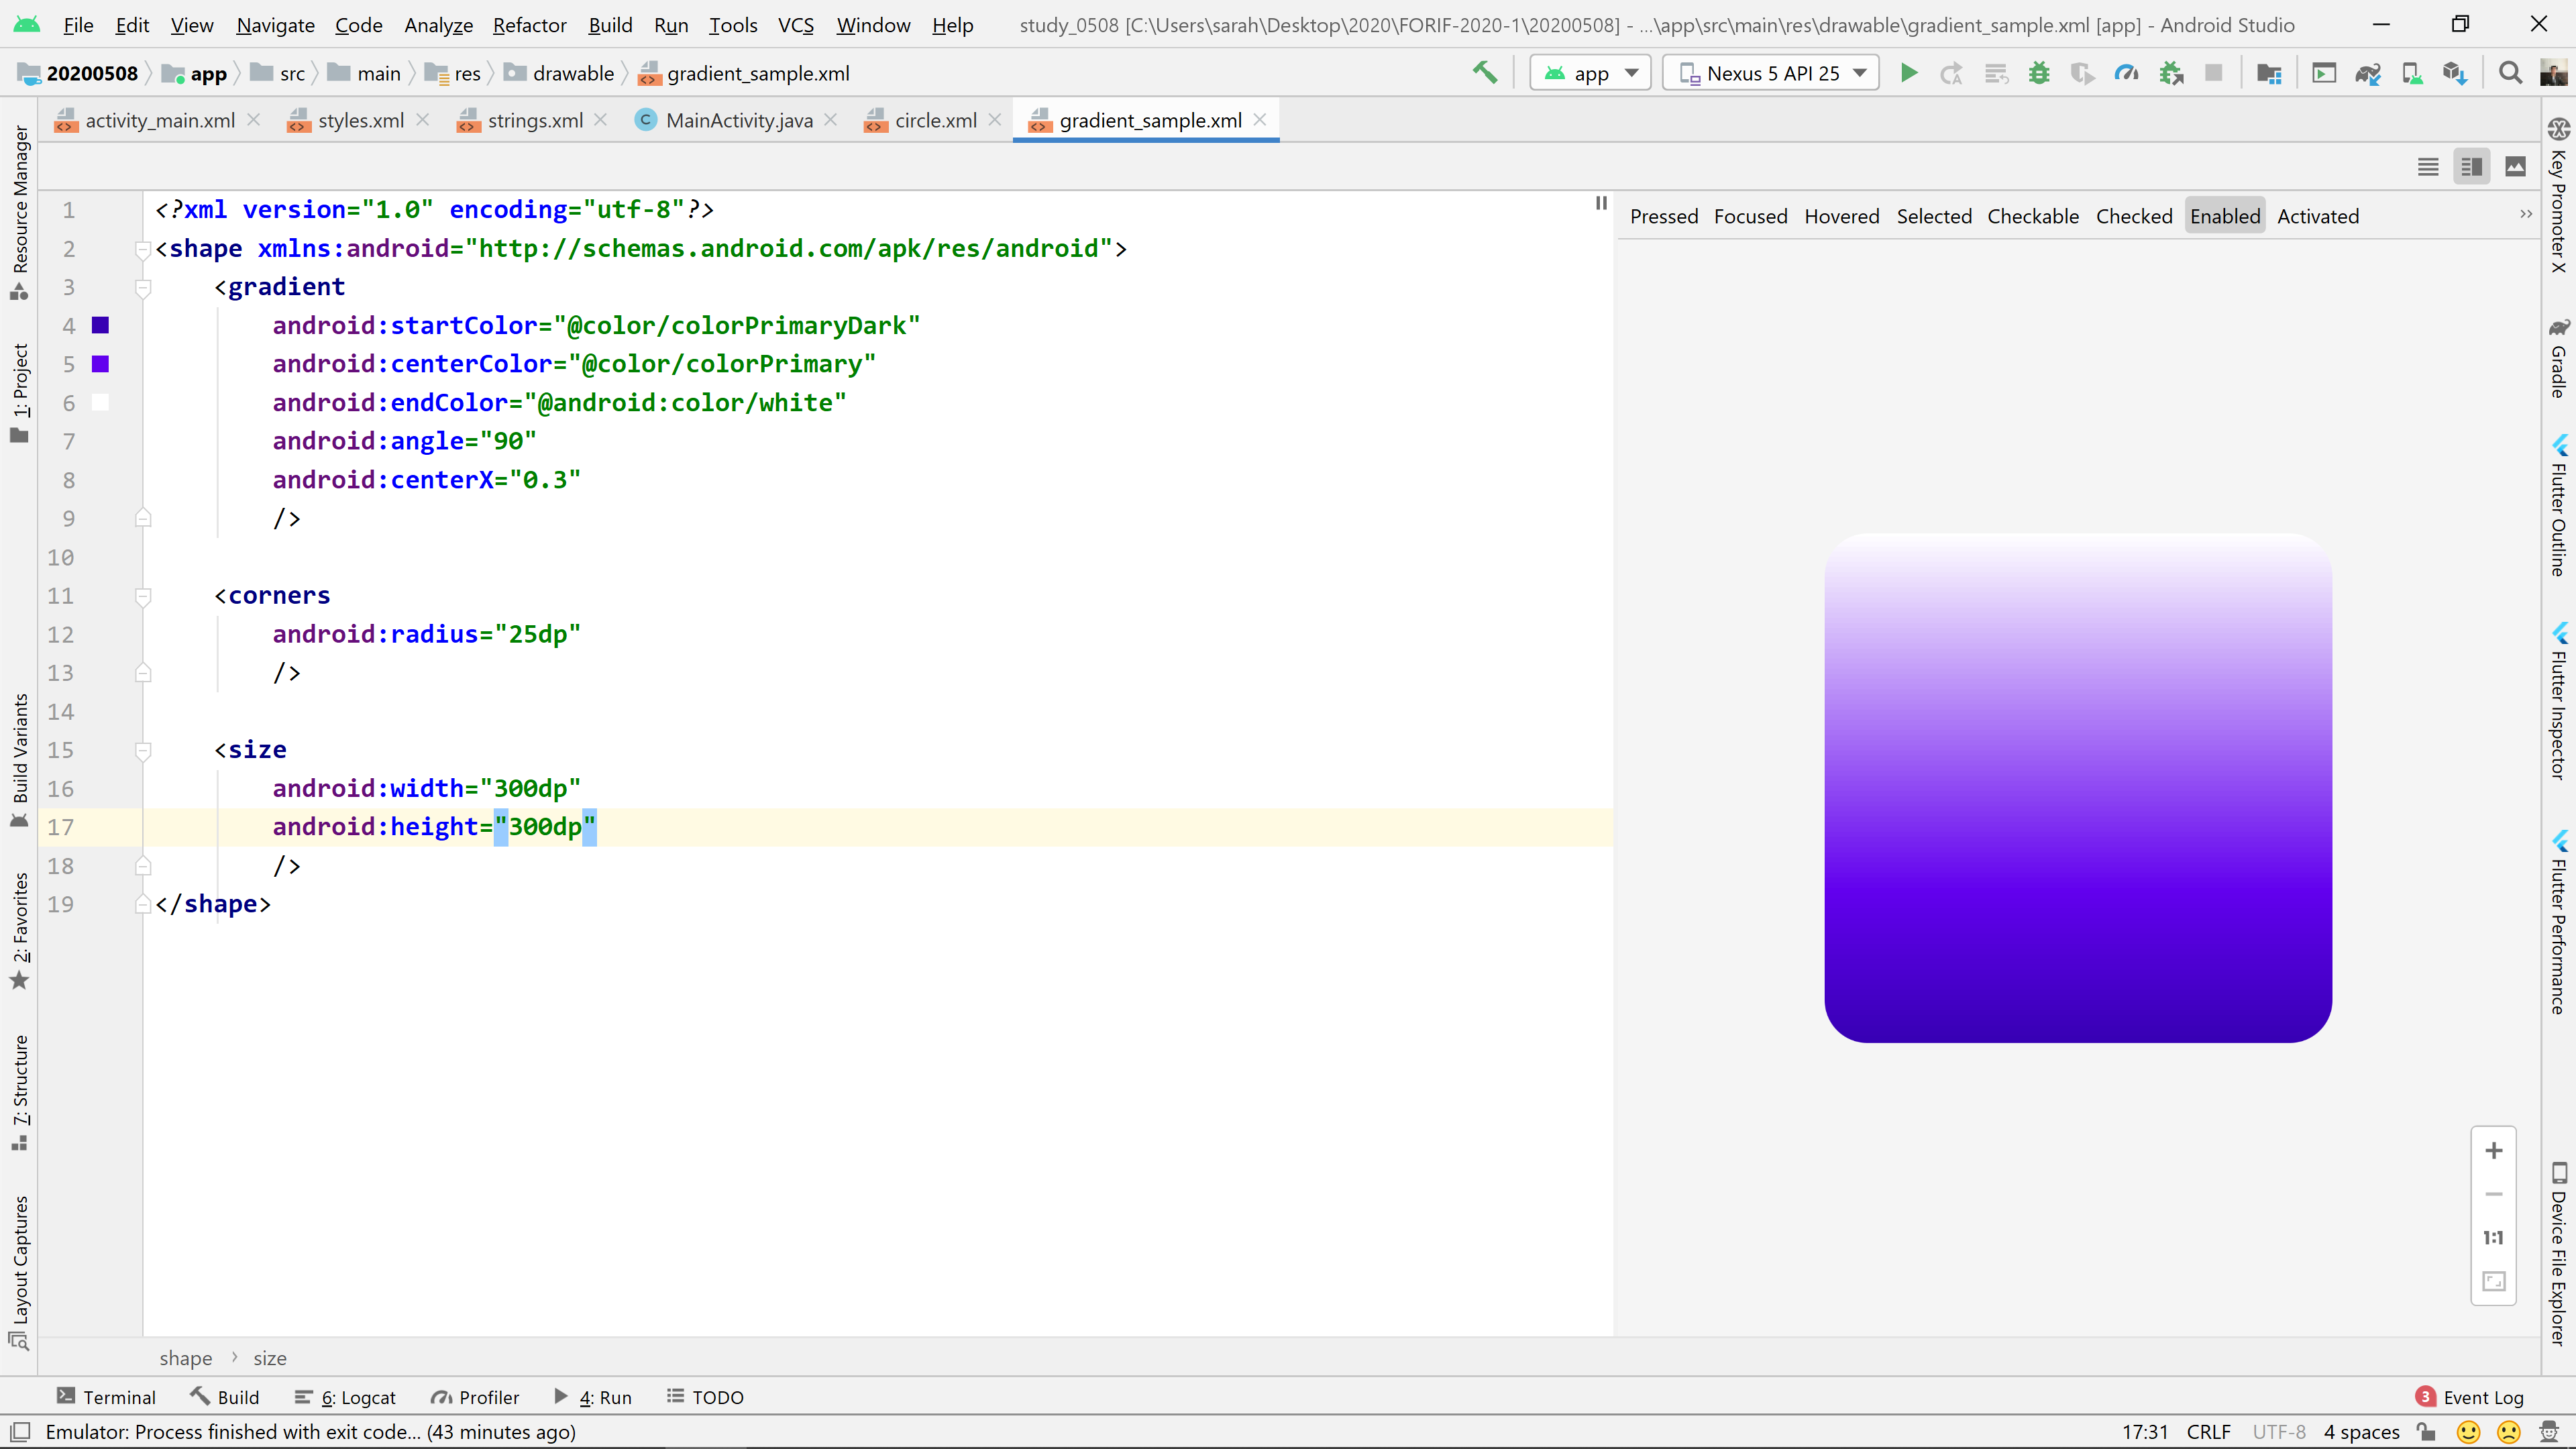 File Edit View Navigate Code Analyze Refactor Build Run Tools VCS Window Help study_0508 [C:\Users\sarah\Desktop\2020\FORIF-2020-1\20200508] - ...\app\src\main\res\drawable\gradient_sample.xml [app] - Android Studio
20200508 app src main res drawable gradient_sample.xml app Nexus 5 API 25
activity_main.xml styles.xml strings.xml MainActivity.java circle.xml gradient_sample.xml
Pressed Focused Hovered Selected Checkable Checked Enabled Activated
1 <?xml version="1.0" encoding="utf-8"?>
2 <shape xmlns:android="http://schemas.android.com/apk/res/android">
3 <gradient
4 android:startColor="@color/colorPrimaryDark"
5 android:centerColor="@color/colorPrimary"
6 android:endColor="@android:color/white"
7 android:angle="90"
8 android:centerX="0.3"
9 />
10
11 <corners
12 android:radius="25dp"
13 />
14
15 <size
16 android:width="300dp"
17 android:height="300dp"
18 />
19 </shape>
Resource Manager
1: Project
Build Variants
2: Favorites
7: Structure
Layout Captures
Key Promoter X
Gradle
Flutter Outline
Flutter Inspector
Flutter Performance
Device File Explorer
1:1
shape › size
Terminal Build 6: Logcat Profiler 4: Run TODO 3 Event Log
Emulator: Process finished with exit code... (43 minutes ago) 17:31 CRLF UTF-8 4 spaces